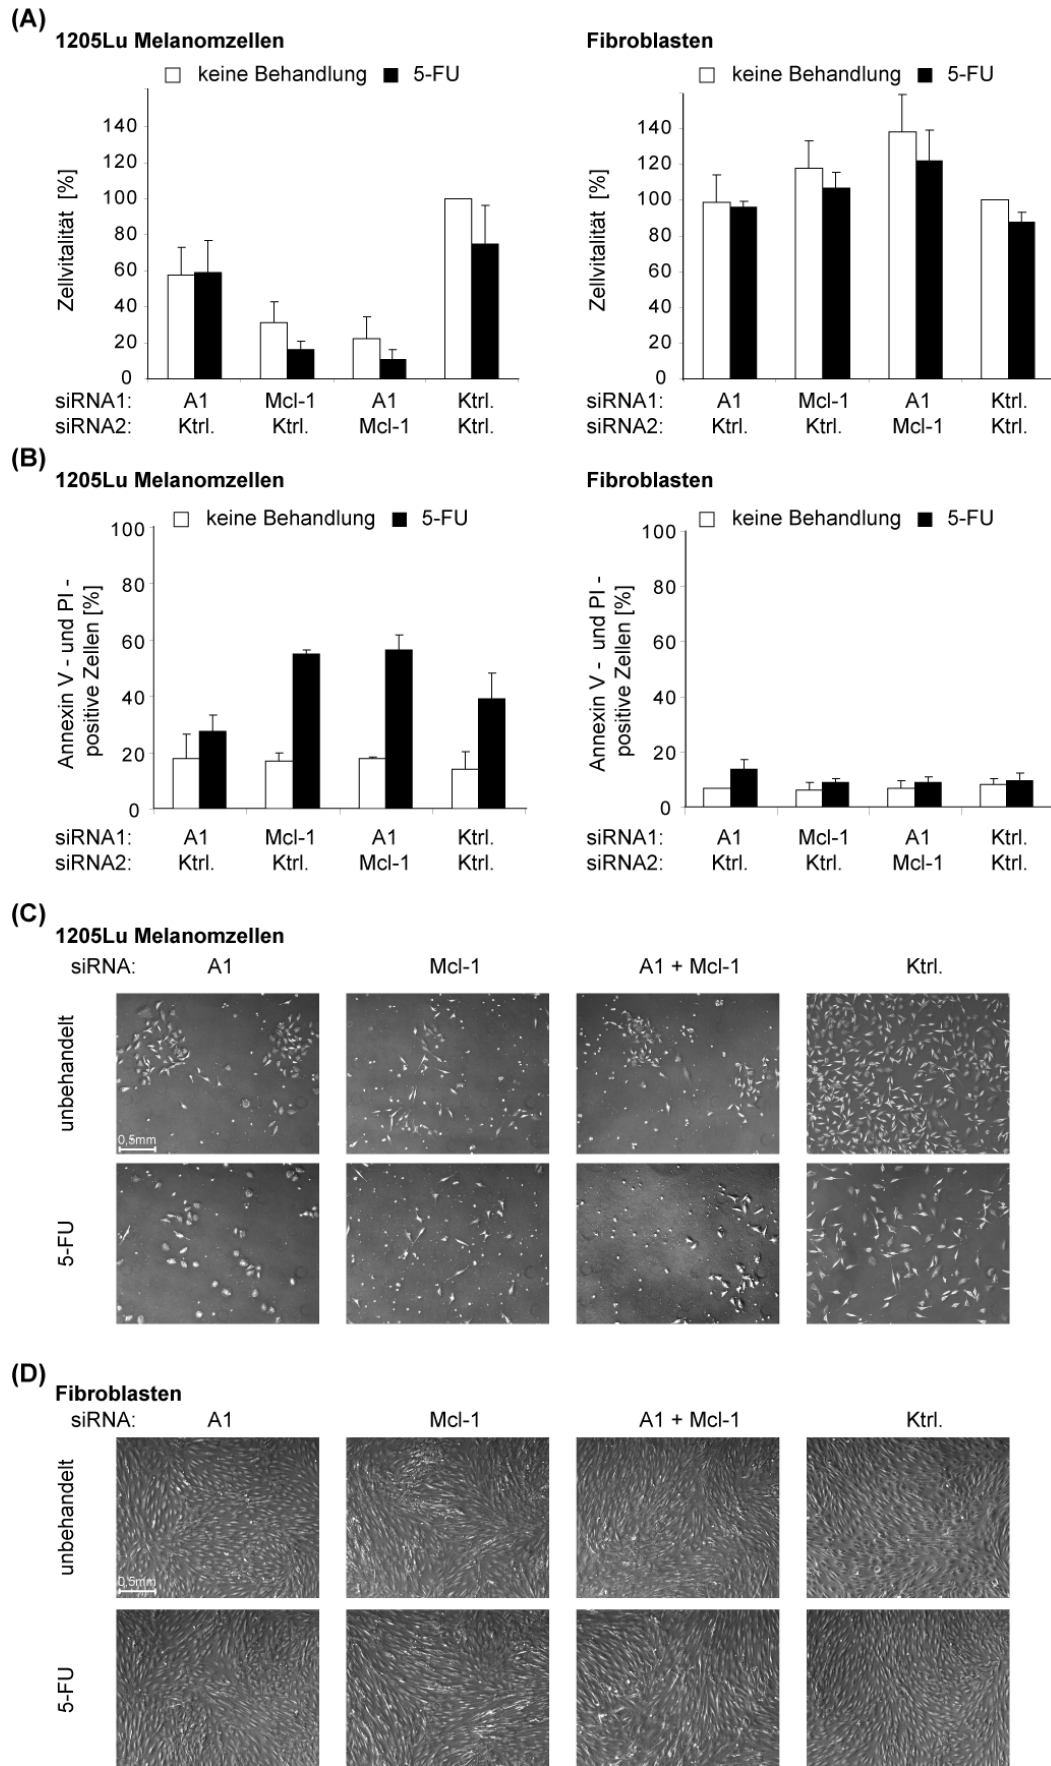 (A)
1205Lu Melanomzellen
keine Behandlung 5-FU
Zellvitalität [%]
140
120
100
80
60
40
20
0
siRNA1: A1 Mcl-1 A1 Ktrl.
siRNA2: Ktrl. Ktrl. Mcl-1 Ktrl.
Fibroblasten
keine Behandlung 5-FU
Zellvitalität [%]
140
120
100
80
60
40
20
0
siRNA1: A1 Mcl-1 A1 Ktrl.
siRNA2: Ktrl. Ktrl. Mcl-1 Ktrl.
(B)
1205Lu Melanomzellen
keine Behandlung 5-FU
Annexin V - und PI -
positive Zellen [%]
100
80
60
40
20
0
siRNA1: A1 Mcl-1 A1 Ktrl.
siRNA2: Ktrl. Ktrl. Mcl-1 Ktrl.
Fibroblasten
keine Behandlung 5-FU
Annexin V - und PI -
positive Zellen [%]
100
80
60
40
20
0
siRNA1: A1 Mcl-1 A1 Ktrl.
siRNA2: Ktrl. Ktrl. Mcl-1 Ktrl.
(C)
1205Lu Melanomzellen
siRNA: A1 Mcl-1 A1 + Mcl-1 Ktrl.
unbehandelt
0,5mm
5-FU
(D)
Fibroblasten
siRNA: A1 Mcl-1 A1 + Mcl-1 Ktrl.
unbehandelt
0,5mm
5-FU